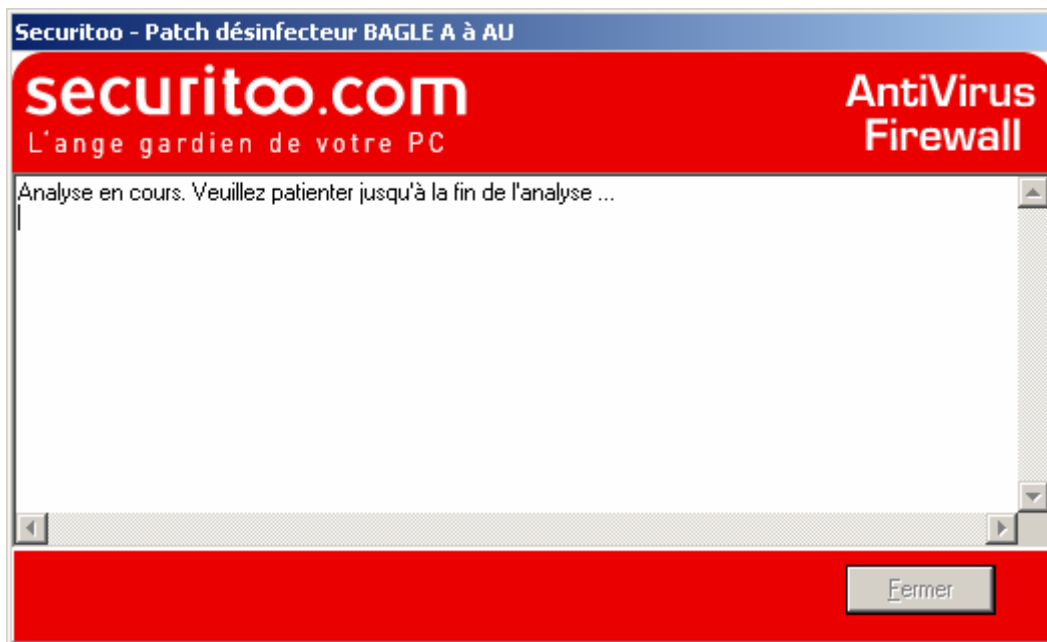 Securitoo - Patch désinfecteur BAGLE A à AU
securitoo.com
L'ange gardien de votre PC
AntiVirus
Firewall
Analyse en cours. Veuillez patienter jusqu'à la fin de l'analyse ...
Fermer